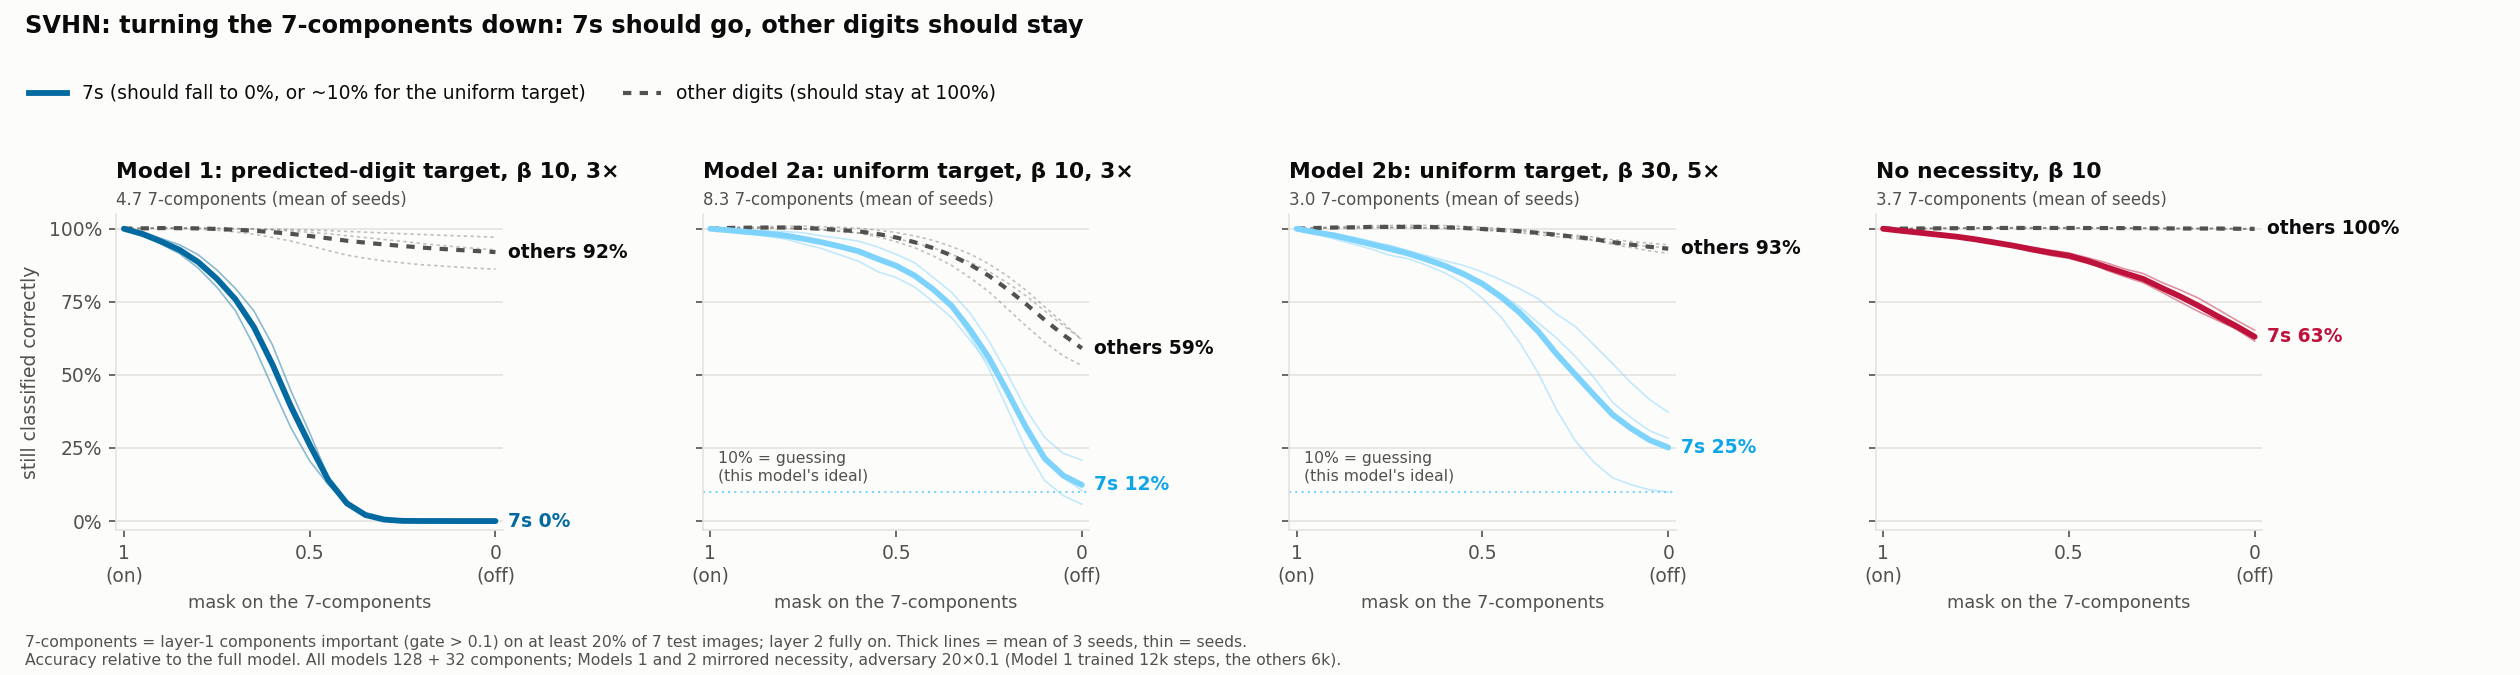 SVHN: turning the 7-components down: 7s should go, other digits should stay
7s (should fall to 0%, or ~10% for the uniform target)
other digits (should stay at 100%)
Model 1: predicted-digit target, β 10, 3×
4.7 7-components (mean of seeds)
still classified correctly
100%
75%
50%
25%
0%
others 92%
7s 0%
1
(on)
0.5
0
(off)
mask on the 7-components
Model 2a: uniform target, β 10, 3×
8.3 7-components (mean of seeds)
others 59%
10% = guessing
(this model's ideal)
7s 12%
1
(on)
0.5
0
(off)
mask on the 7-components
Model 2b: uniform target, β 30, 5×
3.0 7-components (mean of seeds)
others 93%
7s 25%
10% = guessing
(this model's ideal)
1
(on)
0.5
0
(off)
mask on the 7-components
No necessity, β 10
3.7 7-components (mean of seeds)
others 100%
7s 63%
1
(on)
0.5
0
(off)
mask on the 7-components
7-components = layer-1 components important (gate > 0.1) on at least 20% of 7 test images; layer 2 fully on. Thick lines = mean of 3 seeds, thin = seeds.
Accuracy relative to the full model. All models 128 + 32 components; Models 1 and 2 mirrored necessity, adversary 20×0.1 (Model 1 trained 12k steps, the others 6k).